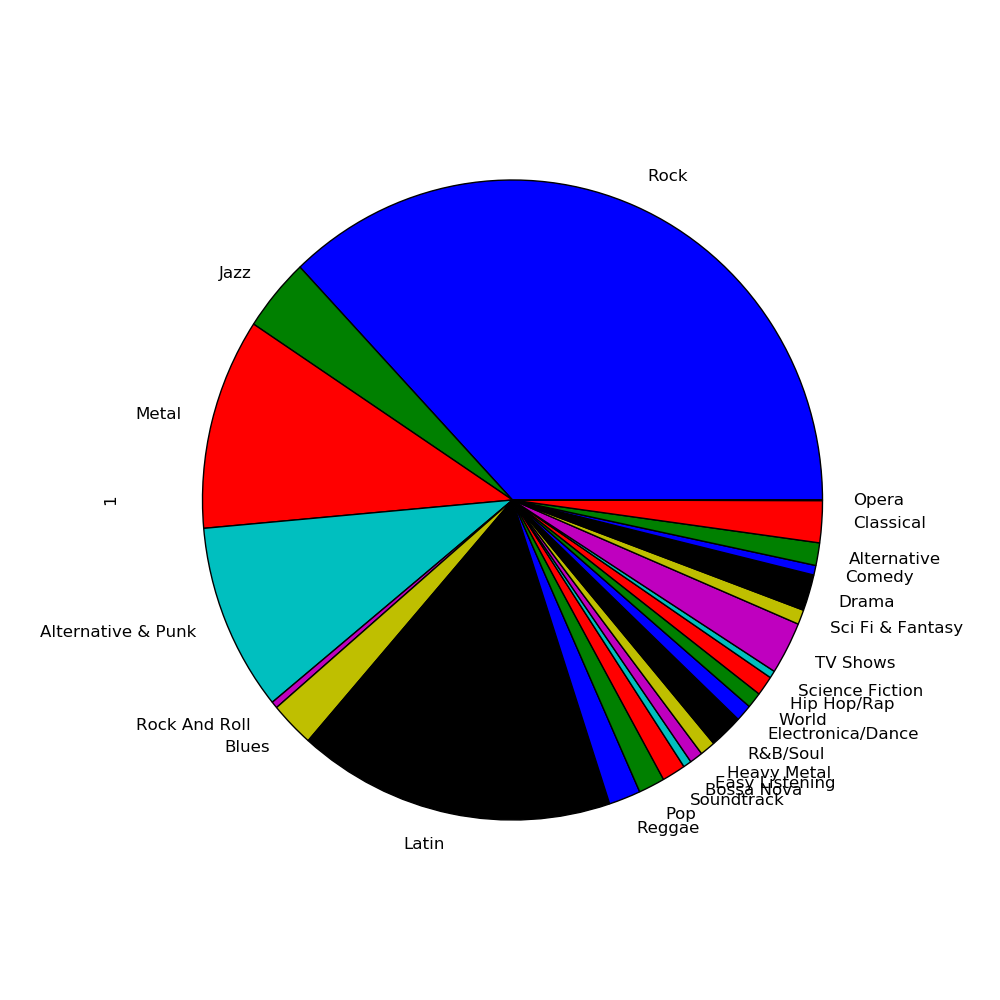 Rock
Jazz
Metal
1
Alternative & Punk
Rock And Roll
Blues
Latin
Reggae
Pop
Soundtrack
Bossa Nova
Easy Listening
Heavy Metal
R&B/Soul
Electronica/Dance
World
Hip Hop/Rap
Science Fiction
TV Shows
Sci Fi & Fantasy
Drama
Comedy
Alternative
Classical
Opera